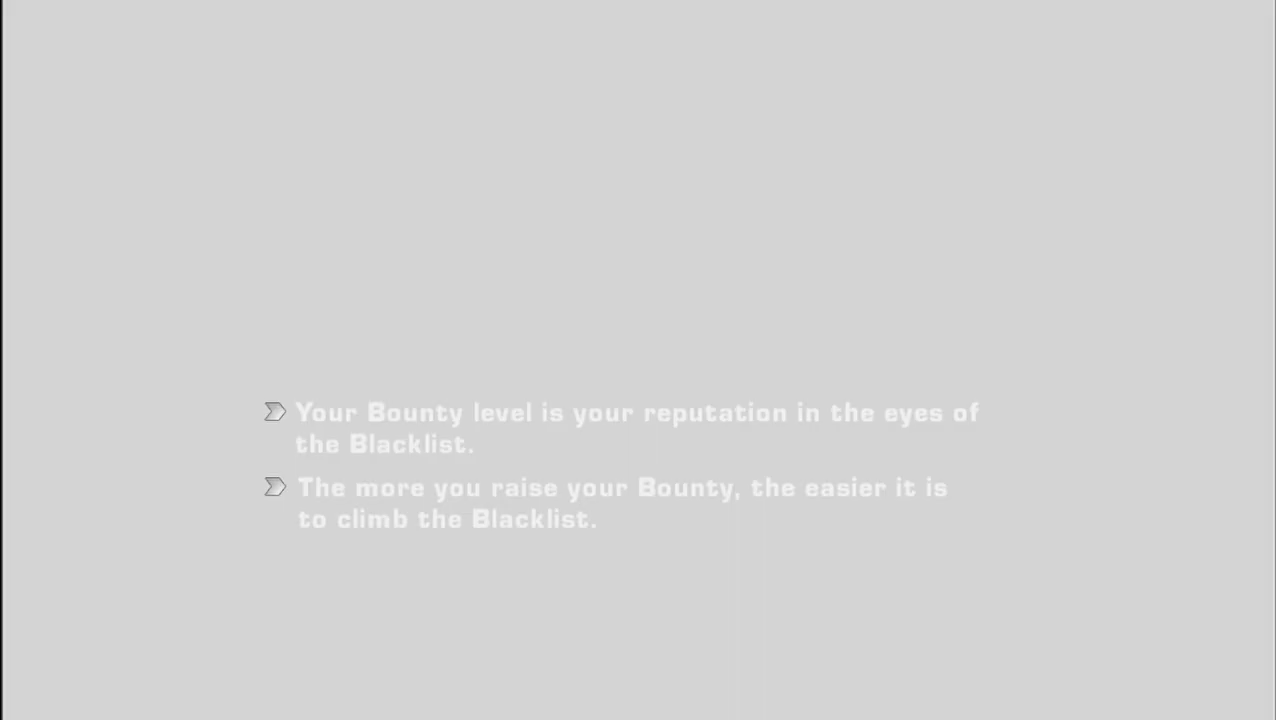 Your Bounty level is your reputation in the eyes of
the Blacklist.
The more you raise your Bounty, the easier it is
to climb the Blacklist.